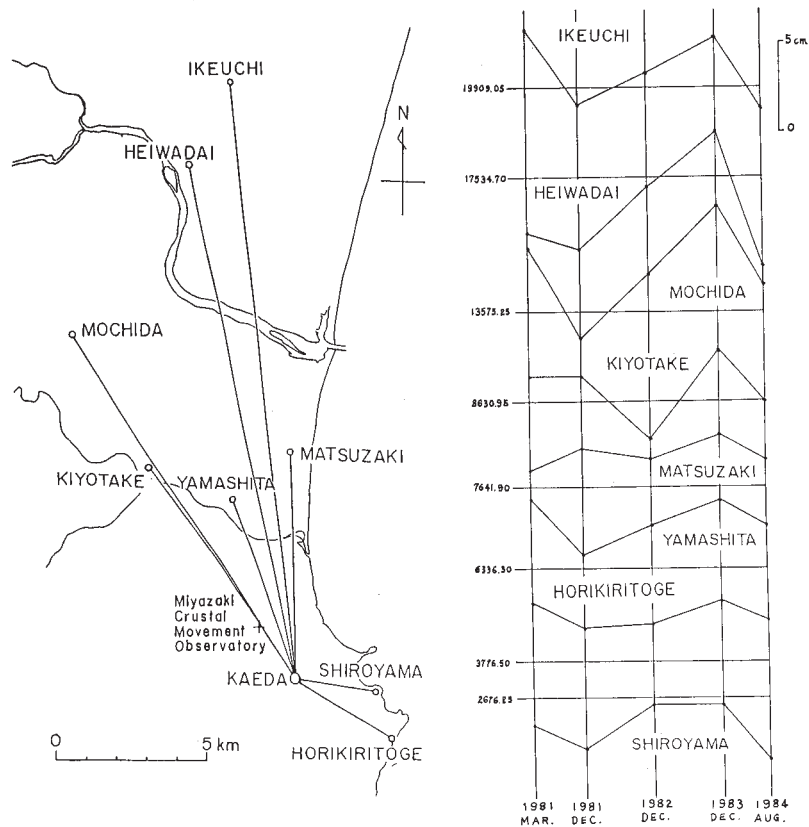 IKEUCHI
HEIWADAI
N
MOCHIDA
KIYOTAKE
YAMASHITA
MATSUZAKI
Miyazaki
Crustal
Movement
Observatory
KAEDA
SHIROYAMA
HORIKIRITOGE
0 5 km
IKEUCHI
5 cm
0
19909.05
17534.70
HEIWADAI
MOCHIDA
13575.25
KIYOTAKE
8630.95
MATSUZAKI
7641.90
YAMASHITA
6336.30
HORIKIRITOGE
3776.50
2676.25
SHIROYAMA
1981 1981 1982 1983 1984
MAR. DEC. DEC. DEC. AUG.